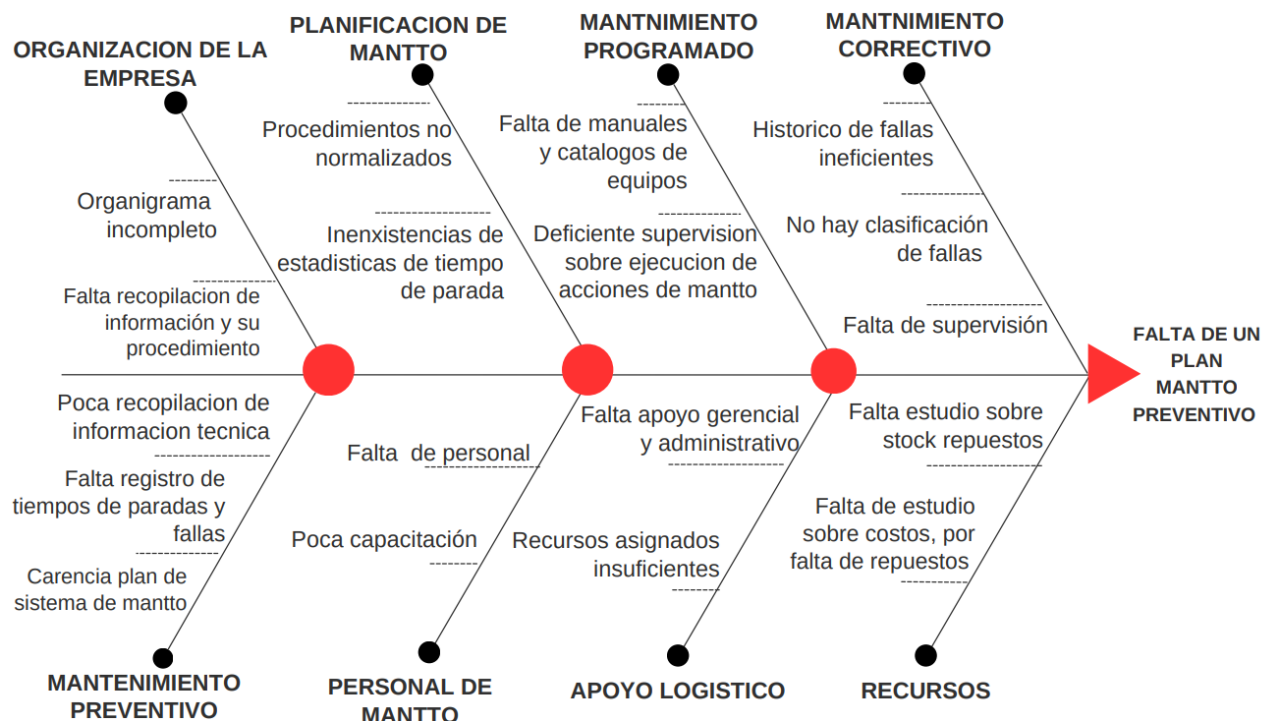 ORGANIZACION DE LA
EMPRESA
PLANIFICACION DE
MANTTO
MANTNIMIENTO
PROGRAMADO
MANTNIMIENTO
CORRECTIVO
Organigrama
incompleto
Falta recopilacion de
información y su
procedimiento
Procedimientos no
normalizados
Inenxistencias de
estadisticas de tiempo
de parada
Falta de manuales
y catalogos de
equipos
Deficiente supervision
sobre ejecucion de
acciones de mantto
Historico de fallas
ineficientes
No hay clasificación
de fallas
Falta de supervisión
FALTA DE UN
PLAN
MANTTO
PREVENTIVO
Poca recopilacion de
informacion tecnica
Falta registro de
tiempos de paradas y
fallas
Carencia plan de
sistema de mantto
Falta de personal
Poca capacitación
Falta apoyo gerencial
y administrativo
Recursos asignados
insuficientes
Falta estudio sobre
stock repuestos
Falta de estudio
sobre costos, por
falta de repuestos
MANTENIMIENTO
PREVENTIVO
PERSONAL DE
MANTTO
APOYO LOGISTICO
RECURSOS